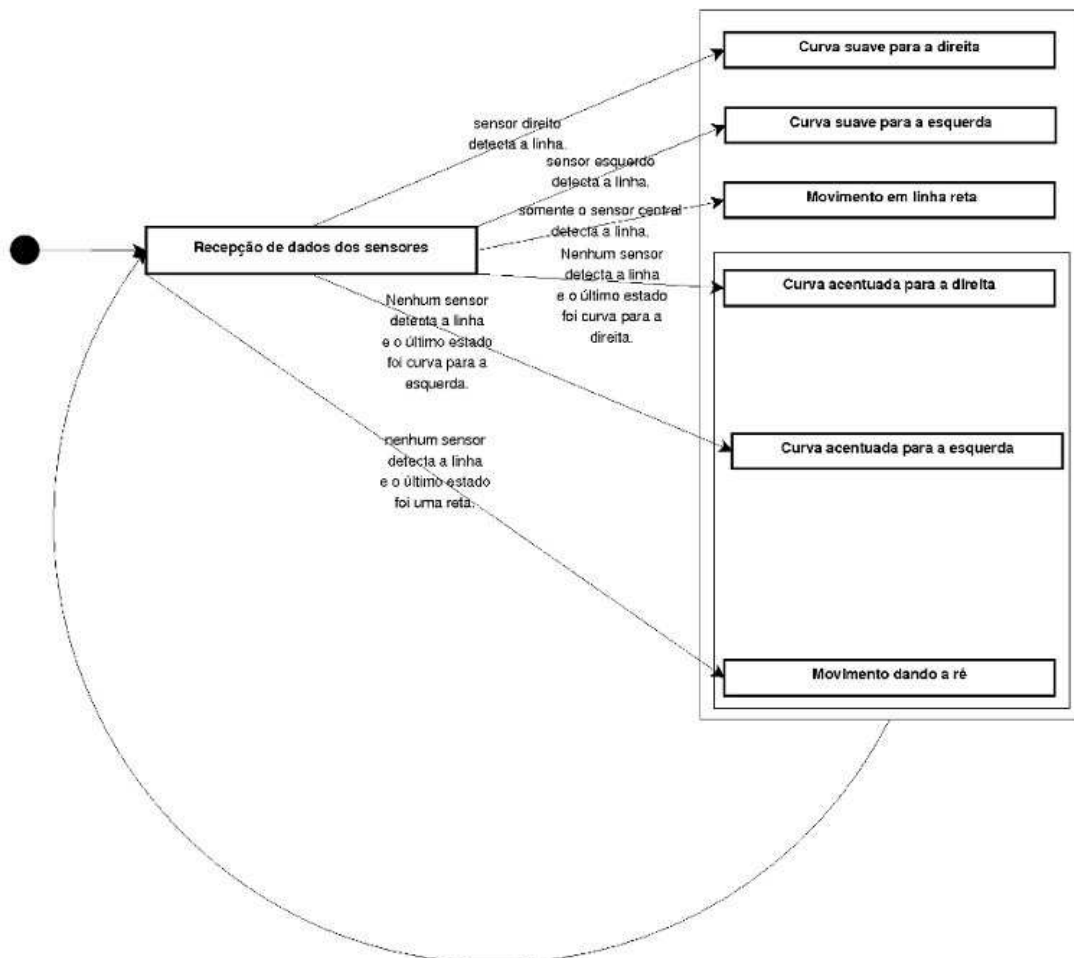 Curva suave para a direita
sensor direito
detecta a linha.
Curva suave para a esquerda
sensor esquerdo
detecta a linha.
Movimento em linha reta
somente o sensor central
detecta a linha.
Recepção de dados dos sensores
Nenhum sensor
detecta a linha
e o último estado
foi curva para a
direita.
Curva acentuada para a direita
Nenhum sensor
detecta a linha
e o último estado
foi curva para a
esquerda.
Curva acentuada para a esquerda
nenhum sensor
detecta a linha
e o último estado
foi uma reta.
Movimento dando a ré